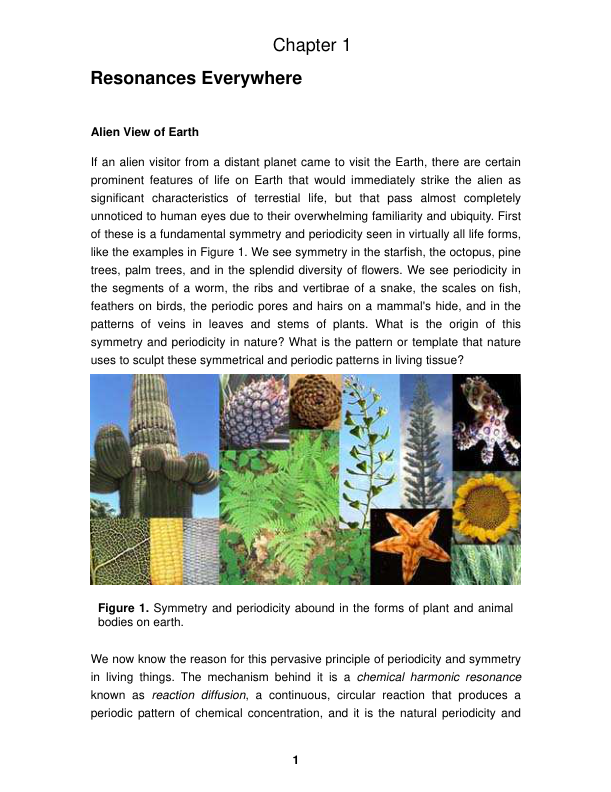 Chapter 1
Resonances Everywhere
Alien View of Earth
If an alien visitor from a distant planet came to visit the Earth, there are certain
prominent features of life on Earth that would immediately strike the alien as
significant characteristics of terrestial life, but that pass almost completely
unnoticed to human eyes due to their overwhelming familiarity and ubiquity. First
of these is a fundamental symmetry and periodicity seen in virtually all life forms,
like the examples in Figure 1. We see symmetry in the starfish, the octopus, pine
trees, palm trees, and in the splendid diversity of flowers. We see periodicity in
the segments of a worm, the ribs and vertibrae of a snake, the scales on fish,
feathers on birds, the periodic pores and hairs on a mammal's hide, and in the
patterns of veins in leaves and stems of plants. What is the origin of this
symmetry and periodicity in nature? What is the pattern or template that nature
uses to sculpt these symmetrical and periodic patterns in living tissue?
Figure 1. Symmetry and periodicity abound in the forms of plant and animal
bodies on earth.
We now know the reason for this pervasive principle of periodicity and symmetry
in living things. The mechanism behind it is a chemical harmonic resonance
known as reaction diffusion, a continuous, circular reaction that produces a
periodic pattern of chemical concentration, and it is the natural periodicity and
1